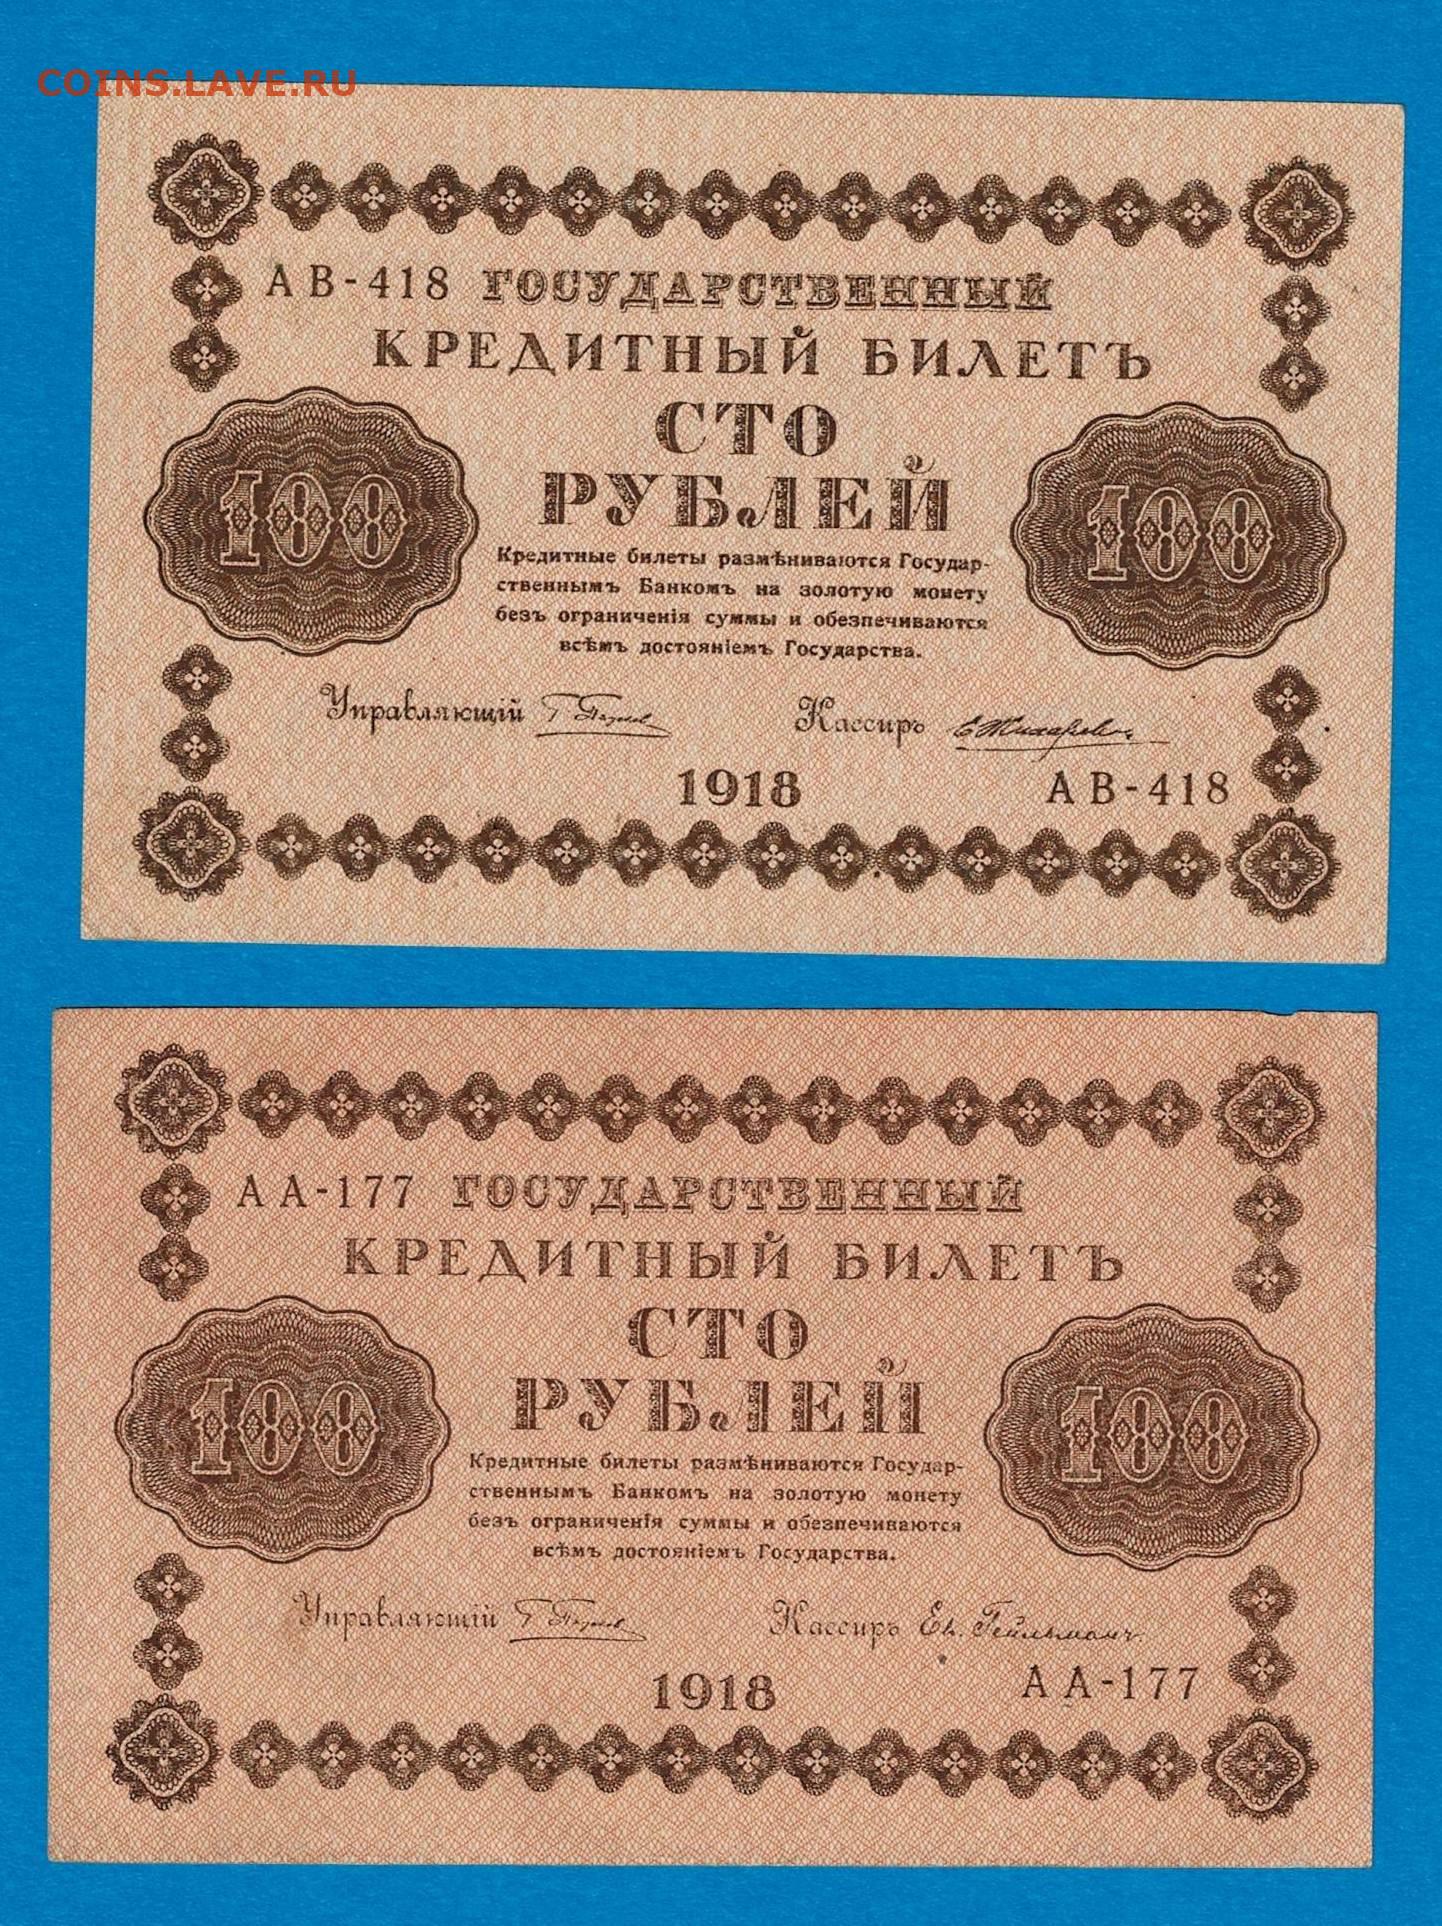 COINS.LAVE.RU
АВ-418 ГОСУДАРСТВЕННЫЙ
КРЕДИТНЫЙ БИЛЕТЪ
СТО
РУБЛЕЙ
100
100
Кредитные билеты размѣниваются Государ-
ственнымъ Банкомъ на золотую монету
безъ ограниченія суммы и обезпечиваются
всѣмъ достояніемъ Государства.
Управляющій Кассиръ
1918 АВ-418
АА-177 ГОСУДАРСТВЕННЫЙ
КРЕДИТНЫЙ БИЛЕТЪ
СТО
РУБЛЕЙ
100
100
Кредитные билеты размѣниваются Государ-
ственнымъ Банкомъ на золотую монету
безъ ограниченія суммы и обезпечиваются
всѣмъ достояніемъ Государства.
Управляющій Кассиръ Ев. Гейльманъ
1918 АА-177